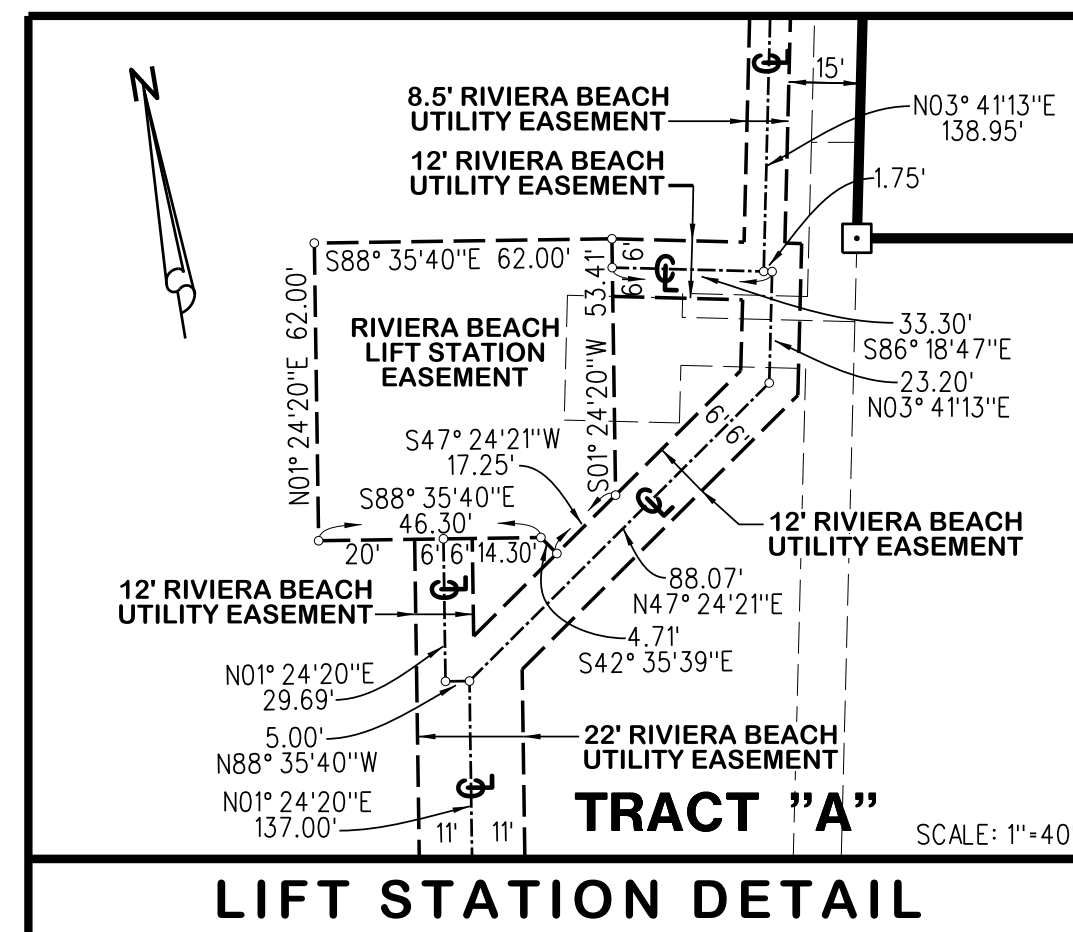 N
8.5' RIVIERA BEACH
UTILITY EASEMENT
15'
N03° 41'13"E
138.95'
12' RIVIERA BEACH
UTILITY EASEMENT
1.75'
S88° 35'40"E 62.00'
6'
6'
N01° 24'20"E 62.00'
S01° 24'20"W 53.41'
RIVIERA BEACH
LIFT STATION
EASEMENT
33.30'
S86° 18'47"E
23.20'
N03° 41'13"E
6'
6'
S47° 24'21"W
17.25'
S88° 35'40"E
46.30'
20'
6'
6'
14.30'
12' RIVIERA BEACH
UTILITY EASEMENT
12' RIVIERA BEACH
UTILITY EASEMENT
88.07'
N47° 24'21"E
4.71'
S42° 35'39"E
N01° 24'20"E
29.69'
5.00'
N88° 35'40"W
22' RIVIERA BEACH
UTILITY EASEMENT
N01° 24'20"E
137.00'
11'
11'
TRACT "A"
SCALE: 1"=40
LIFT STATION DETAIL